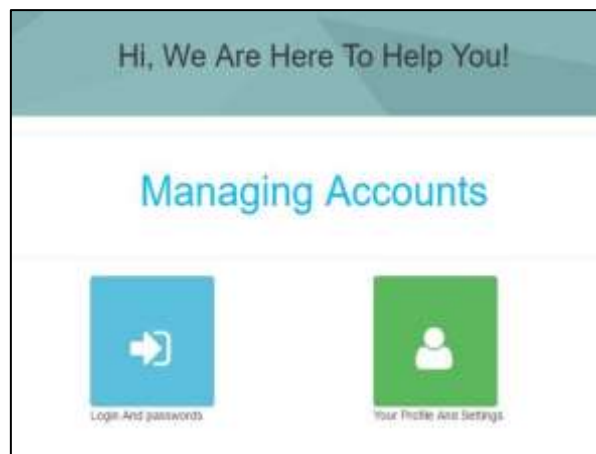 Hi, We Are Here To Help You!
Managing Accounts
Login And passwords
Your Profile And Settings